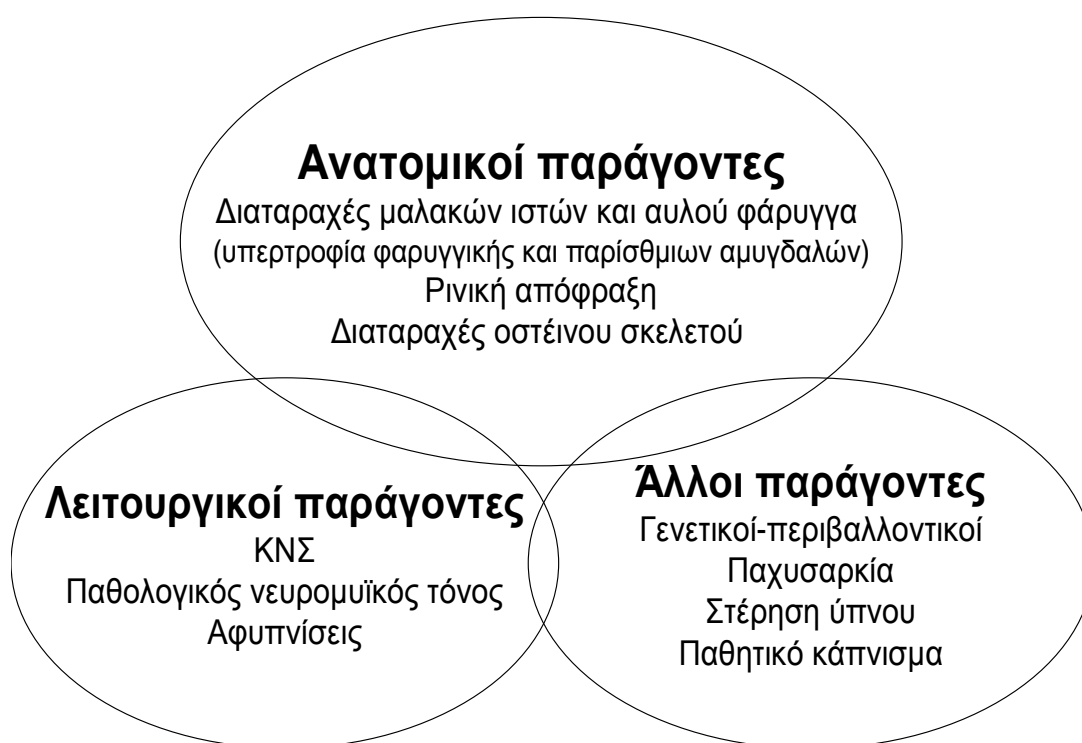 Ανατομικοί παράγοντες
Διαταραχές μαλακών ιστών και αυλού φάρυγγα
(υπερτροφία φαρυγγικής και παρίσθμιων αμυγδαλών)
Ρινική απόφραξη
Διαταραχές οστέινου σκελετού
Λειτουργικοί παράγοντες
ΚΝΣ
Παθολογικός νευρομυϊκός τόνος
Αφυπνίσεις
Άλλοι παράγοντες
Γενετικοί-περιβαλλοντικοί
Παχυσαρκία
Στέρηση ύπνου
Παθητικό κάπνισμα